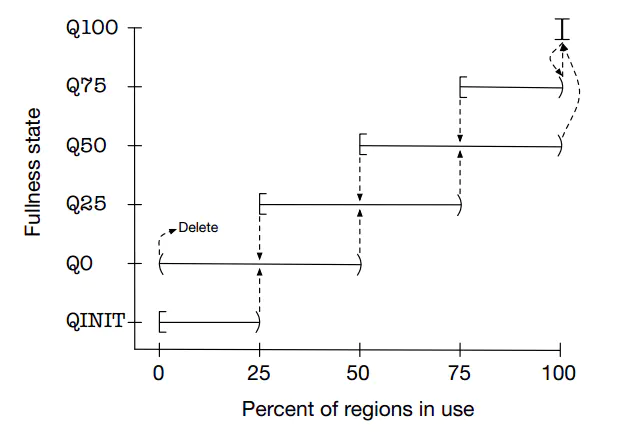 Q100
Q75
Q50
Q25
Delete
Q0
QINIT
0 25 50 75 100
Percent of regions in use
Fullness state